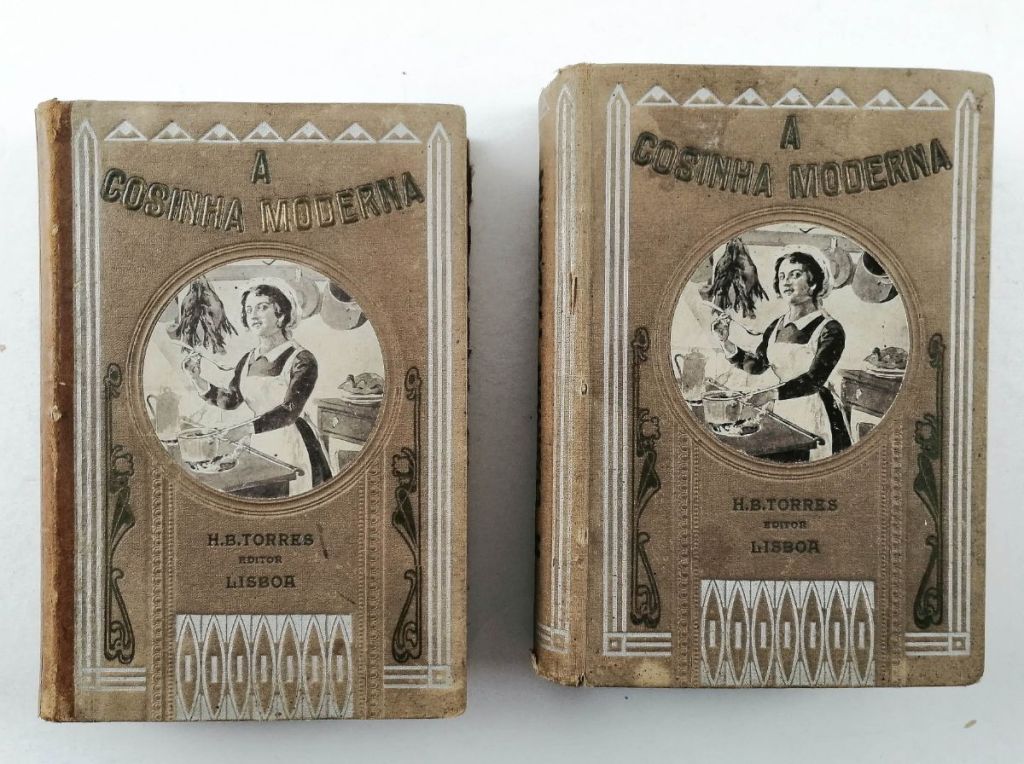 A
COSINHA MODERNA
H.B.TORRES
EDITOR
LISBOA
A
COSINHA MODERNA
H.B.TORRES
EDITOR
LISBOA